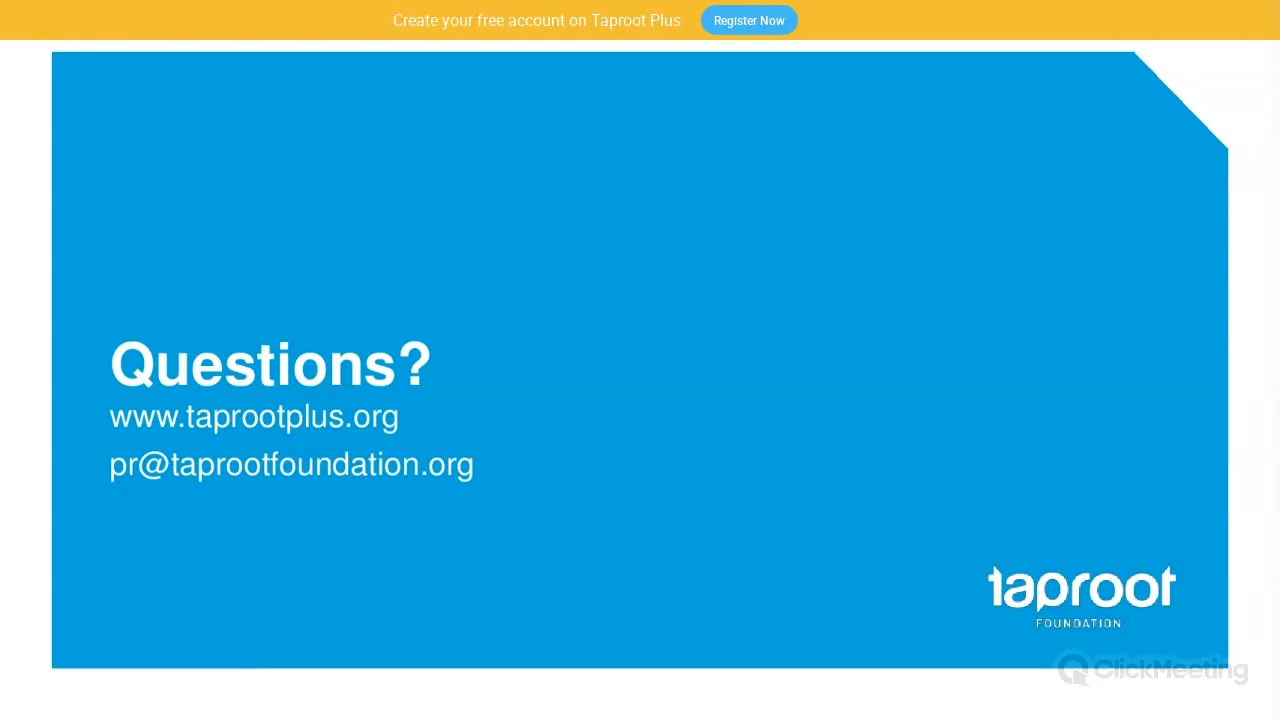 Create your free account on Taproot Plus Register Now
Questions?
www.taprootplus.org
pr@taprootfoundation.org
taproot
FOUNDATION
ClickMeeting